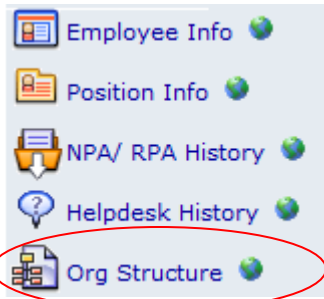 Employee Info
Position Info
NPA/ RPA History
Helpdesk History
Org Structure